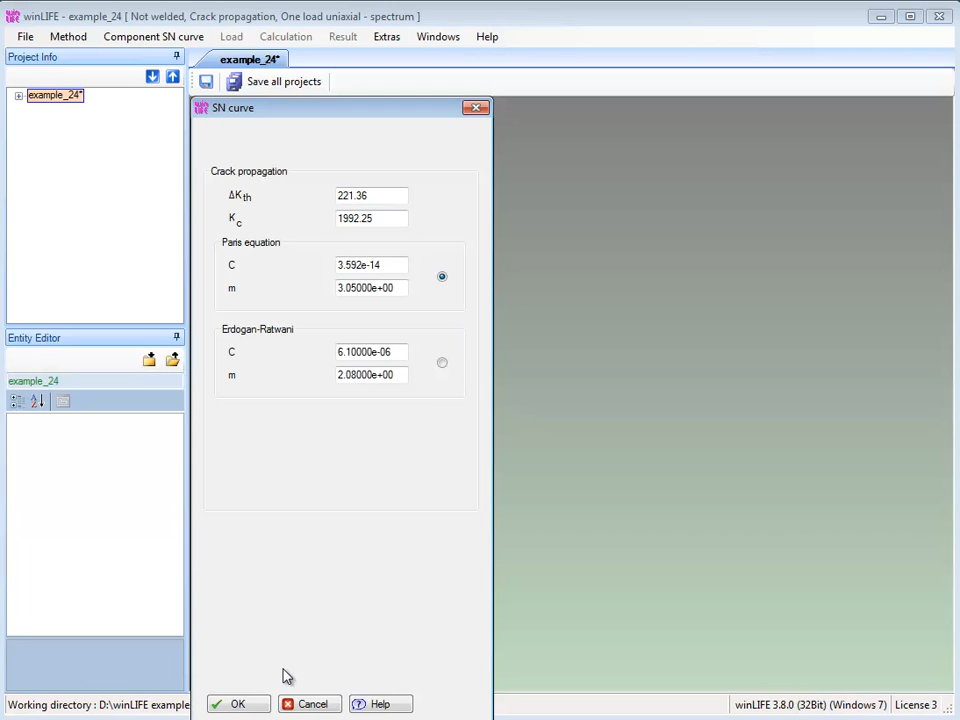 winLIFE - example_24 [ Not welded, Crack propagation, One load uniaxial - spectrum ]
File Method Component SN curve Load Calculation Result Extras Windows Help
Project Info
example_24*
Save all projects
example_24*
SN curve
Crack propagation
ΔKth
221.36
Kc
1992.25
Paris equation
C
3.592e-14
m
3.05000e+00
Erdogan-Ratwani
C
6.10000e-06
m
2.08000e+00
Entity Editor
example_24
OK Cancel Help
Working directory : D:\winLIFE example
winLIFE 3.8.0 (32Bit) (Windows 7)
License 3